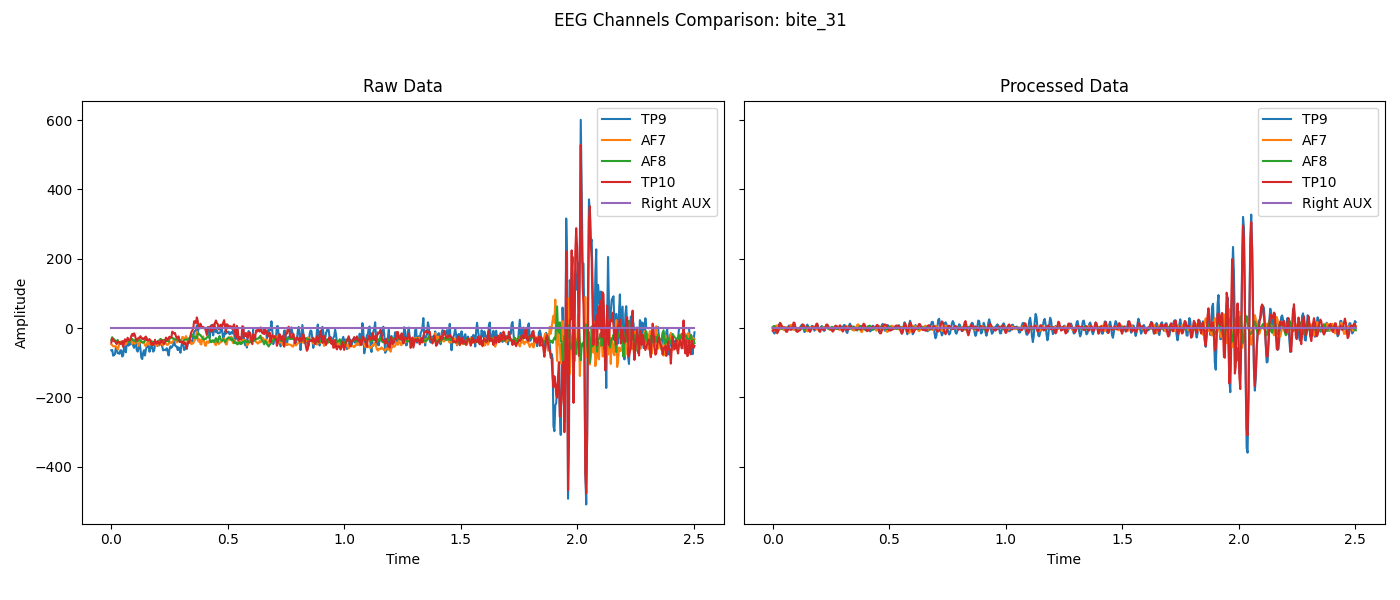 EEG Channels Comparison: bite_31
Raw Data
Processed Data
TP9
AF7
AF8
TP10
Right AUX
TP9
AF7
AF8
TP10
Right AUX
600
400
200
0
−200
−400
Amplitude
0.0 0.5 1.0 1.5 2.0 2.5
0.0 0.5 1.0 1.5 2.0 2.5
Time
Time